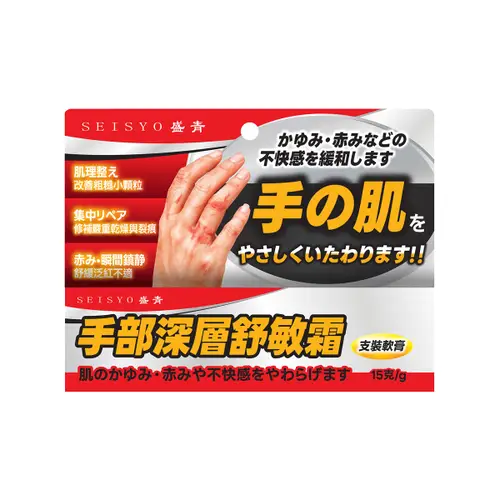 SEISYO 盛青
肌理整え
改善粗糙小顆粒
集中リペア
修補嚴重乾燥與裂痕
赤み・瞬間鎮静
舒緩泛紅不適
かゆみ・赤みなどの
不快感を緩和します
手の肌を
やさしくいたわります!!
SEISYO 盛青
手部深層舒敏霜
支裝軟膏
肌のかゆみ・赤みや不快感をやわらげます
15克/g